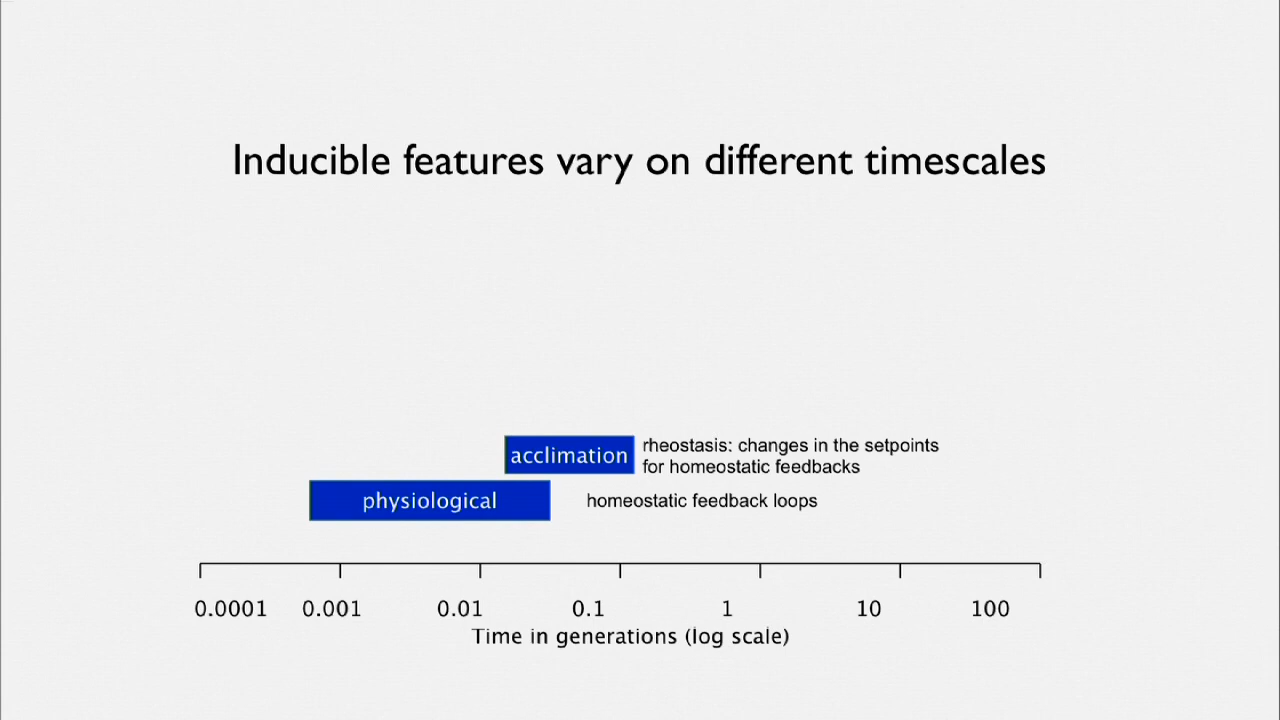 Inducible features vary on different timescales
acclimation
rheostasis: changes in the setpoints
for homeostatic feedbacks
physiological
homeostatic feedback loops
0.0001 0.001 0.01 0.1 1 10 100
Time in generations (log scale)